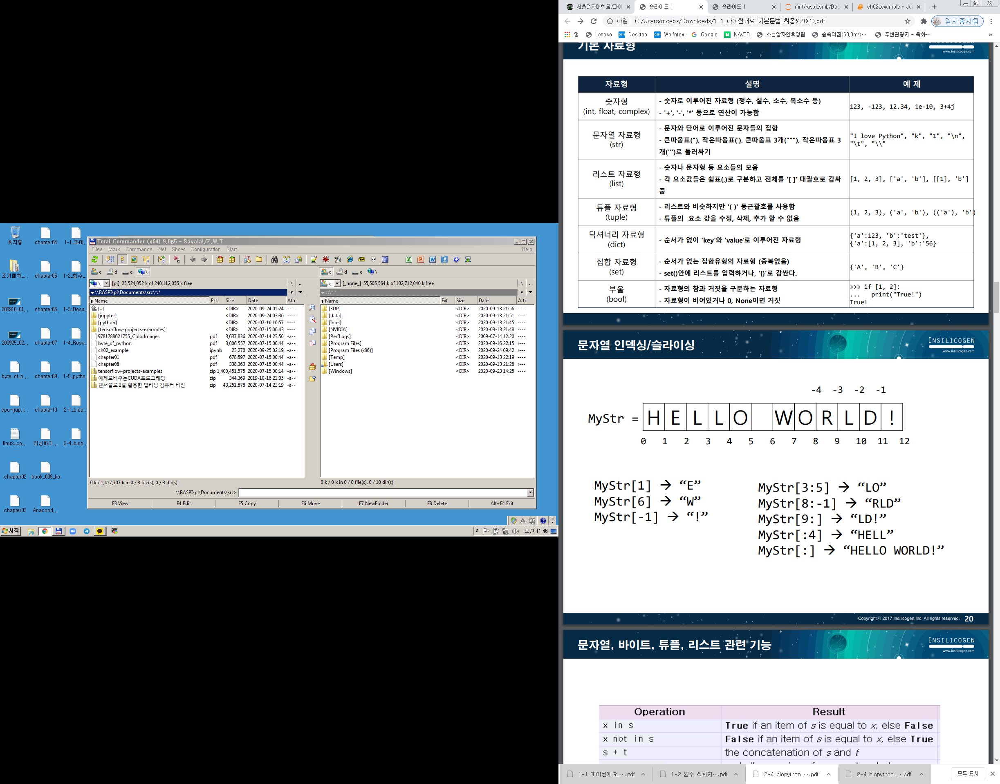 휴지통
chapter04
1-1_파이...
조기폐차_...
chapter05
1-2_함수_...
200918_01...
chapter06
1-3_Rosa...
200925_02...
chapter07
1-4_Rosa...
byte_of_p...
chapter09
1-5_pytho...
cpu-gup.i...
chapter10
2-1_biop...
linux_co...
러닝파이...
2-4_biop...
chapter02
book_009_ko
chapter03
Anacond...
Total Commander (x64) 9.0β5 - Sayala!/Z.W.T
Files Mark Commands Net Show Configuration Start Help
c d e \
c d e \
\ [pi] 25,524,052 k of 240,112,056 k free \ ..
c [_none_] 55,505,564 k of 102,712,040 k free \ ..
\\RASPI\pi\Documents\src\*.* *
c:\*.* *
Name Ext Size Date Attr
[..] <DIR> 2020-09-24 01:24 ----
[jupyter] <DIR> 2020-09-24 03:36 ----
[python] <DIR> 2020-07-16 10:57 ----
[tensorflow-projects-examples] <DIR> 2020-07-15 00:43 ----
9781788621755_ColorImages pdf 3,637,836 2020-07-14 23:50 -a--
byte_of_python pdf 3,006,557 2020-07-15 00:44 -a--
ch02_example ipynb 23,270 2020-09-25 02:19 -a--
chapter01 pdf 678,597 2020-07-15 00:44 -a--
chapter08 pdf 338,363 2020-07-15 00:44 -a--
tensorflow-projects-examples zip 1,400,451,575 2020-07-15 00:14 -a--
예제로배우는CUDA프로그래밍 zip 344,369 2019-10-16 21:05 -a--
텐서플로 2를 활용한 딥러닝 컴퓨터 비전 zip 43,251,878 2020-07-14 23:19 -a--
Name Ext Size Date Attr
[3DP] <DIR> 2020-09-13 21:56 ----
[data] <DIR> 2020-09-13 21:51 ----
[Intel] <DIR> 2020-09-13 21:45 ----
[NVIDIA] <DIR> 2020-09-13 21:48 ----
[PerfLogs] <DIR> 2009-07-14 12:20 ----
[Program Files] <DIR> 2020-09-16 22:15 r---
[Program Files (x86)] <DIR> 2020-09-24 09:42 r---
[Temp] <DIR> 2020-09-13 22:19 ----
[Users] <DIR> 2020-09-13 21:28 r---
[Windows] <DIR> 2020-09-23 14:25 ----
0 k / 1,417,707 k in 0 / 8 file(s), 0 / 3 dir(s)
0 k / 0 k in 0 / 0 file(s), 0 / 10 dir(s)
\\RASPI\pi\Documents\src>
F3 View F4 Edit F5 Copy F6 Move F7 NewFolder F8 Delete Alt+F4 Exit
A 漢
시작
오전 11:46
서울여자대학교/파이
슬라이드 1
슬라이드 1
mnt/raspi_smb/Doc
ch02_example - Ju
파일 C:/Users/moebs/Downloads/1-1_파이썬개요_기본문법_최종%20(1).pdf
일시중지됨
앱 Lenovo Desktop Wolfnfox Google NAVER 소선암자연휴양림 숲속의집(60,3m²)... 주변관광지 - 옥화...
기본 자료형
www.insilicogen.com
자료형 설명 예 제
숫자형
(int, float, complex)
- 숫자로 이루어진 자료형 (정수, 실수, 소수, 복소수 등)
- '+', '-', '*' 등으로 연산이 가능함
123, -123, 12.34, 1e-10, 3+4j
문자열 자료형
(str)
- 문자와 단어로 이루어진 문자들의 집합
- 큰따옴표("), 작은따옴표('), 큰따옴표 3개("""), 작은따옴표 3
개(''')로 둘러싸기
"I love Python", "k", "1", "\n",
"\t", "\\"
리스트 자료형
(list)
- 숫자나 문자형 등 요소들의 모음
- 각 요소값들은 쉼표(,)로 구분하고 전체를 '[ ]' 대괄호로 감싸
줌
[1, 2, 3], ['a', 'b'], [[1], 'b']
튜플 자료형
(tuple)
- 리스트와 비슷하지만 '( )' 둥근괄호를 사용함
- 튜플의 요소 값을 수정, 삭제, 추가 할 수 없음
(1, 2, 3), ('a', 'b'), (('a'), 'b')
딕셔너리 자료형
(dict)
- 순서가 없이 'key'와 'value'로 이루어진 자료형
{'a':123, 'b':'test'},
{'a':[1, 2, 3], 'b':'56}
집합 자료형
(set)
- 순서가 없는 집합유형의 자료형 (중복없음)
- set()안에 리스트를 입력하거나, '{}'로 감싼다.
{'A', 'B', 'C'}
부울
(bool)
- 자료형의 참과 거짓을 구분하는 자료형
- 자료형이 비어있거나 0, None이면 거짓
>>> if [1, 2]:
... print("True!")
True!
문자열 인덱싱/슬라이싱
INSILICOGEN
www.insilicogen.com
-4 -3 -2 -1
MyStr = H E L L O W O R L D !
0 1 2 3 4 5 6 7 8 9 10 11 12
MyStr[1] → “E”
MyStr[6] → “W”
MyStr[-1] → “!”
MyStr[3:5] → “LO”
MyStr[8:-1] → “RLD”
MyStr[9:] → “LD!”
MyStr[:4] → “HELL”
MyStr[:] → “HELLO WORLD!”
Copyrightⓒ 2017 Insilicogen,Inc. All rights reserved. 20
문자열, 바이트, 튜플, 리스트 관련 기능
INSILICOGEN
www.insilicogen.com
Operation Result
x in s True if an item of s is equal to x, else False
x not in s False if an item of s is equal to x, else True
s + t the concatenation of s and t
1-1_파이썬개요_....pdf
1-2_함수_객체지....pdf
2-4_biopython_....pdf
2-4_biopython_....pdf
모두 표시